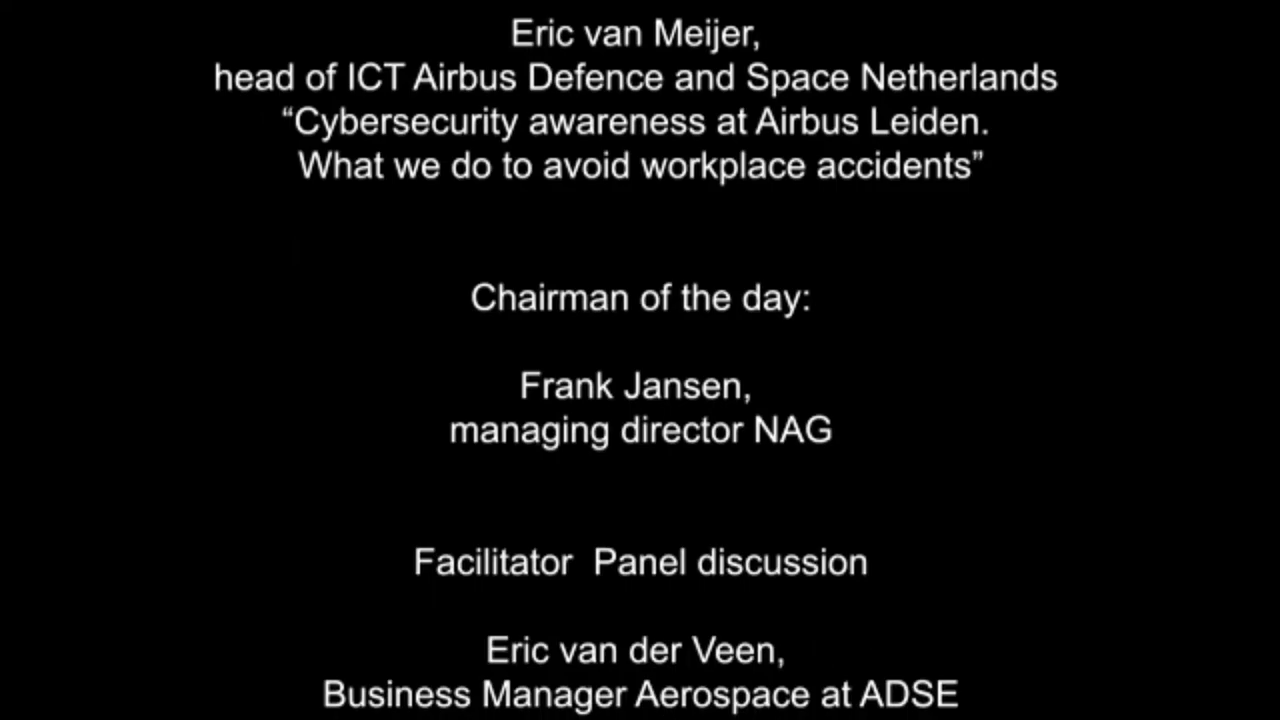 Eric van Meijer,
head of ICT Airbus Defence and Space Netherlands
“Cybersecurity awareness at Airbus Leiden.
What we do to avoid workplace accidents”
Chairman of the day:
Frank Jansen,
managing director NAG
Facilitator  Panel discussion
Eric van der Veen,
Business Manager Aerospace at ADSE